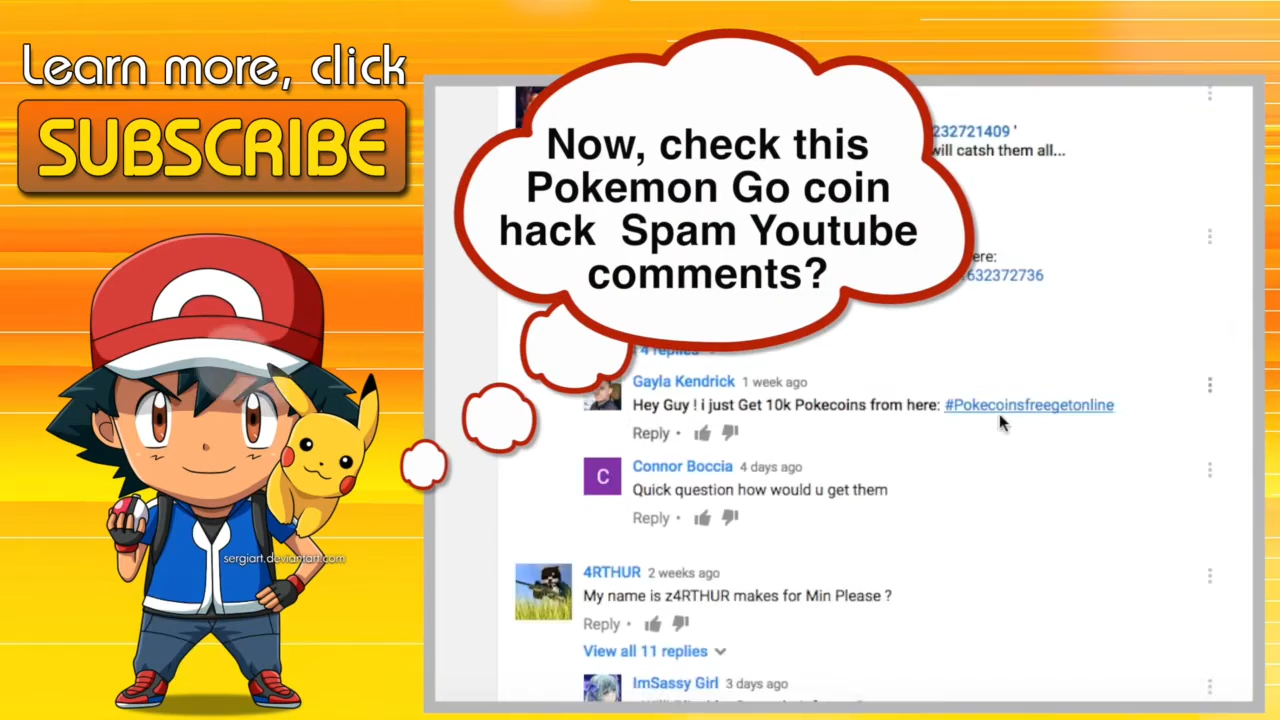 Learn more, click
SUBSCRIBE
Now, check this
Pokemon Go coin
hack Spam Youtube
comments?
232721409 '
will catsh them all...
ere:
632372736
4 replies
Gayla Kendrick 1 week ago
Hey Guy ! i just Get 10k Pokecoins from here: #Pokecoinsfreegetonline
Reply •
C
Connor Boccia 4 days ago
Quick question how would u get them
Reply •
4RTHUR 2 weeks ago
My name is z4RTHUR makes for Min Please ?
Reply •
View all 11 replies
ImSassy Girl 3 days ago
sergiart.deviantart.com